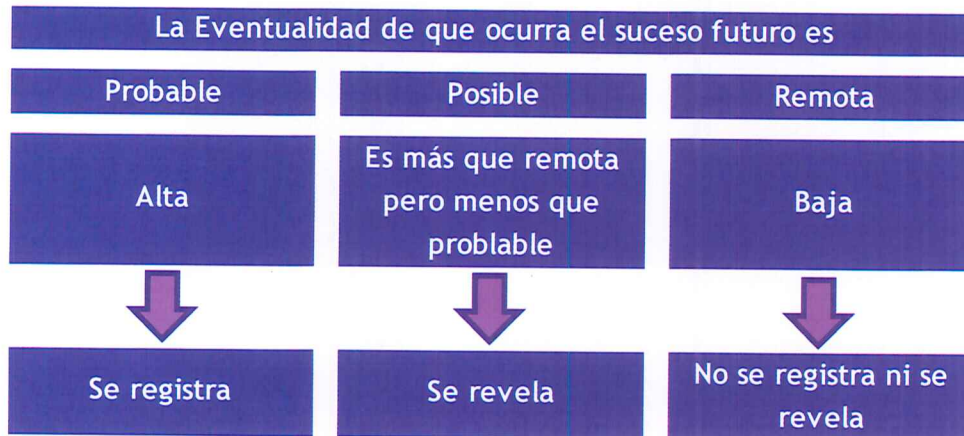 La Eventualidad de que ocurra el suceso futuro es
Probable
Posible
Remota
Alta
Es más que remota
pero menos que
problable
Baja
Se registra
Se revela
No se registra ni se
revela